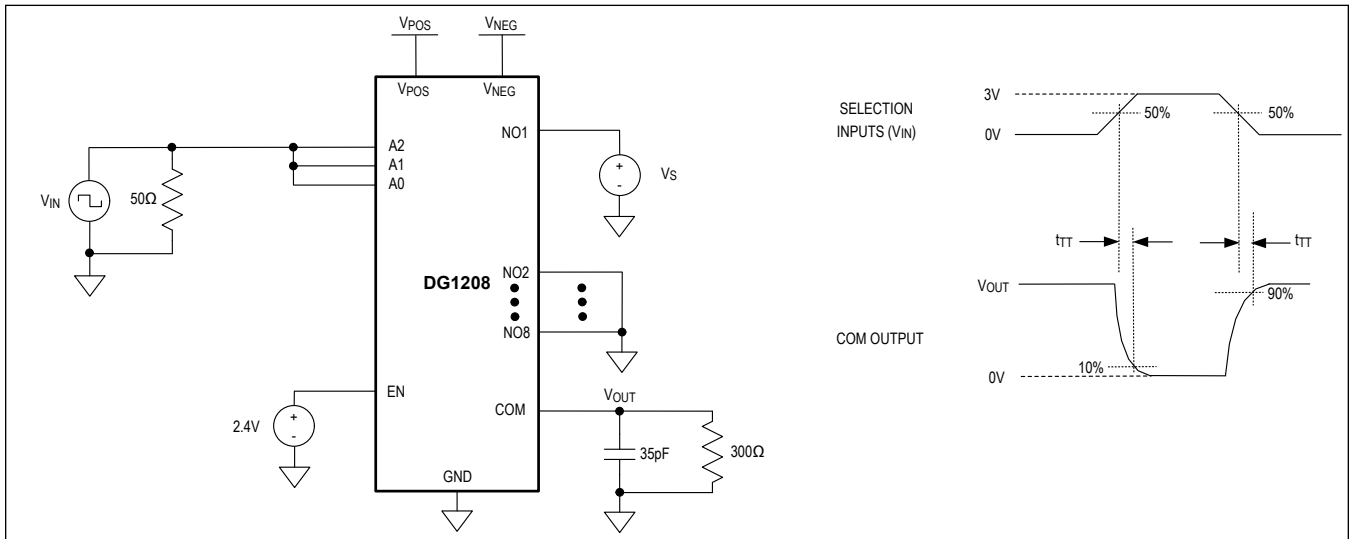 VPOS
VNEG
VPOS
VNEG
NO1
VS
A2
A1
A0
VIN
50Ω
DG1208
NO2
NO8
EN
2.4V
COM
VOUT
35pF
300Ω
GND
SELECTION
INPUTS (VIN)
3V
0V
50%
50%
tTT
tTT
VOUT
90%
COM OUTPUT
10%
0V